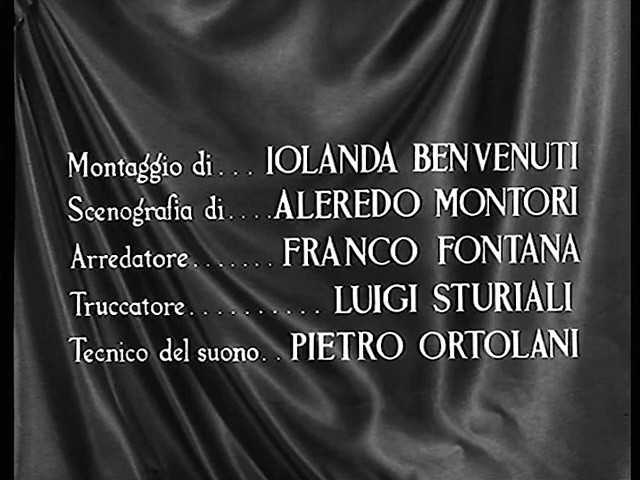 Montaggio di... IOLANDA BENVENUTI
Scenografia di....ALEREDO MONTORI
Arredatore....... FRANCO FONTANA
Truccatore.......... LUIGI STURIALI
Tecnico del suono.. PIETRO ORTOLANI